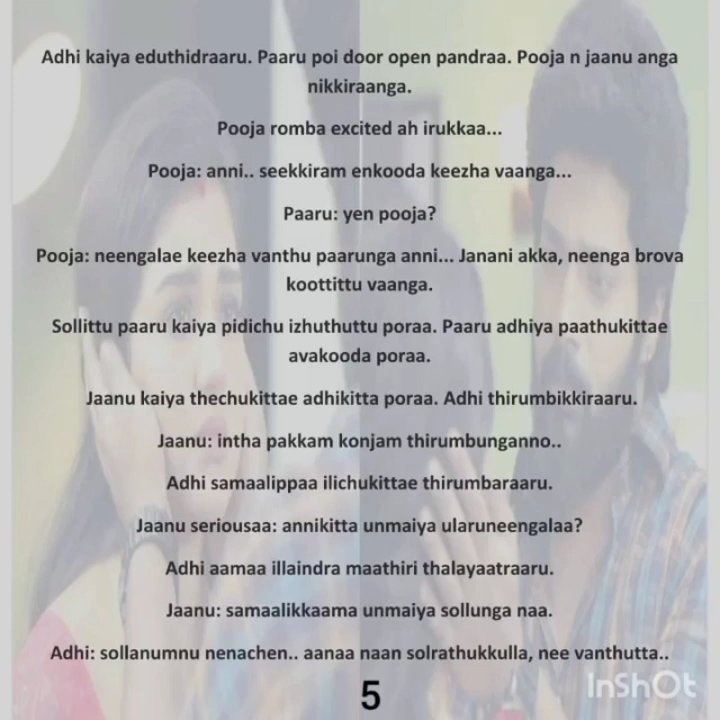 Adhi kaiya eduthidraaru. Paaru poi door open pandraa. Pooja n jaanu anga
nikkiraanga.
Pooja romba excited ah irukkaa...
Pooja: anni.. seekkiram enkooda keezha vaanga...
Paaru: yen pooja?
Pooja: neengalae keezha vanthu paarunga anni... Janani akka, neenga brova
koottittu vaanga.
Sollittu paaru kaiya pidichu izhuthuttu poraa. Paaru adhiya paathukittae
avakooda poraa.
Jaanu kaiya thechukittae adhikitta poraa. Adhi thirumbikkiraaru.
Jaanu: intha pakkam konjam thirumbunganno..
Adhi samaalippaa ilichukittae thirumbaraaru.
Jaanu seriousaa: annikitta unmaiya ularuneengalaa?
Adhi aamaa illaindra maathiri thalayaatraaru.
Jaanu: samaalikkaama unmaiya sollunga naa.
Adhi: sollanumnu nenachen.. aanaa naan solrathukkulla, nee vanthutta..
5
InShOt